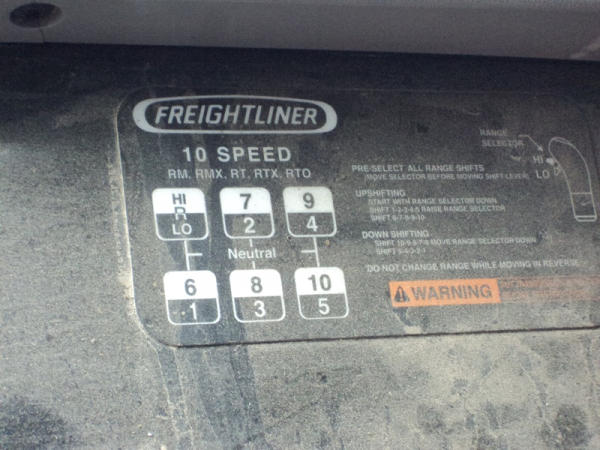 FREIGHTLINER
10 SPEED
RM, RMX, RT, RTX, RTO
HI 7 9
R
LO 2 4
Neutral
6 8 10
1 3 5
RANGE
SELECTOR
HI
LO
PRE-SELECT ALL RANGE SHIFTS
(MOVE SELECTOR BEFORE MOVING SHIFT LEVER)
UPSHIFTING
START WITH RANGE SELECTOR DOWN
SHIFT 1-2-3-4-5 RAISE RANGE SELECTOR
SHIFT 6-7-8-9-10
DOWN SHIFTING
SHIFT 10-9-8-7-6 MOVE RANGE SELECTOR DOWN
SHIFT 5-4-3-2-1
DO NOT CHANGE RANGE WHILE MOVING IN REVERSE
WARNING